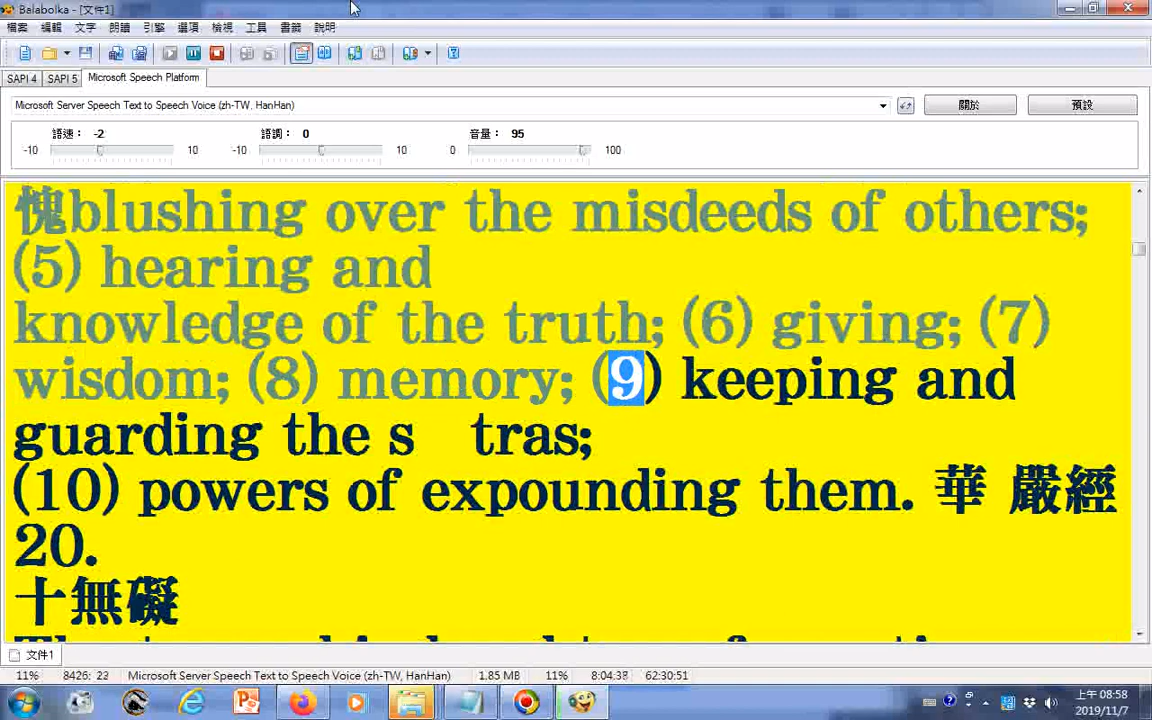 Balabolka - [文件1]
檔案 編輯 文字 朗讀 引擎 選項 檢視 工具 書籤 說明
SAPI 4 SAPI 5 Microsoft Speech Platform
Microsoft Server Speech Text to Speech Voice (zh-TW, HanHan) 關於 預設
語速： -2 語調： 0 音量： 95
-10 10 -10 10 0 100
愧blushing over the misdeeds of others;
(5) hearing and
knowledge of the truth; (6) giving; (7)
wisdom; (8) memory; (9) keeping and
guarding the s tras;
(10) powers of expounding them. 華 嚴經
20.
十無礙
文件1
11% 8426: 23 Microsoft Server Speech Text to Speech Voice (zh-TW, HanHan) 1.85 MB 11% 8:04:38 62:30:51
上午 08:58
2019/11/7